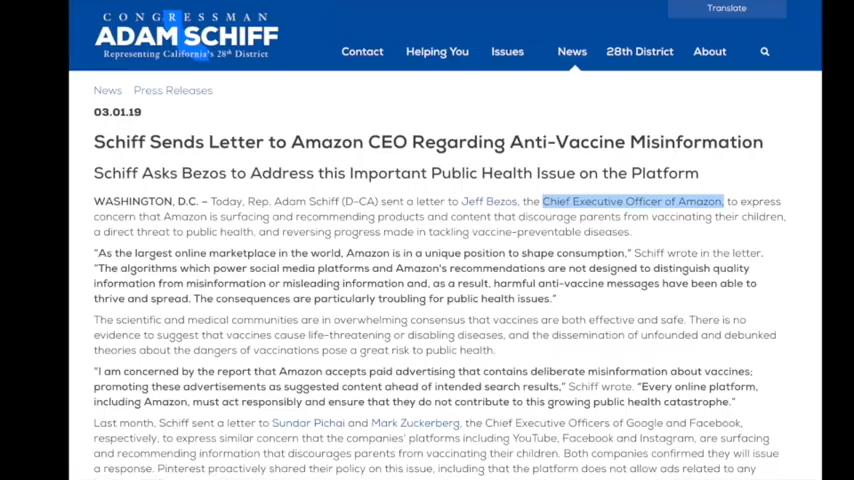 Translate
CONGRESSMAN
ADAM SCHIFF
Representing California's 28th District
Contact Helping You Issues News 28th District About
News Press Releases
03.01.19
Schiff Sends Letter to Amazon CEO Regarding Anti-Vaccine Misinformation
Schiff Asks Bezos to Address this Important Public Health Issue on the Platform
WASHINGTON, D.C. – Today, Rep. Adam Schiff (D-CA) sent a letter to Jeff Bezos, the Chief Executive Officer of Amazon, to express
concern that Amazon is surfacing and recommending products and content that discourage parents from vaccinating their children,
a direct threat to public health, and reversing progress made in tackling vaccine-preventable diseases.
"As the largest online marketplace in the world, Amazon is in a unique position to shape consumption," Schiff wrote in the letter.
"The algorithms which power social media platforms and Amazon's recommendations are not designed to distinguish quality
information from misinformation or misleading information and, as a result, harmful anti-vaccine messages have been able to
thrive and spread. The consequences are particularly troubling for public health issues."
The scientific and medical communities are in overwhelming consensus that vaccines are both effective and safe. There is no
evidence to suggest that vaccines cause life-threatening or disabling diseases, and the dissemination of unfounded and debunked
theories about the dangers of vaccinations pose a great risk to public health.
"I am concerned by the report that Amazon accepts paid advertising that contains deliberate misinformation about vaccines;
promoting these advertisements as suggested content ahead of intended search results," Schiff wrote. "Every online platform,
including Amazon, must act responsibly and ensure that they do not contribute to this growing public health catastrophe."
Last month, Schiff sent a letter to Sundar Pichai and Mark Zuckerberg, the Chief Executive Officers of Google and Facebook,
respectively, to express similar concern that the companies' platforms including YouTube, Facebook and Instagram, are surfacing
and recommending information that discourages parents from vaccinating their children. Both companies confirmed they will issue
a response. Pinterest proactively shared their policy on this issue, including that the platform does not allow ads related to any